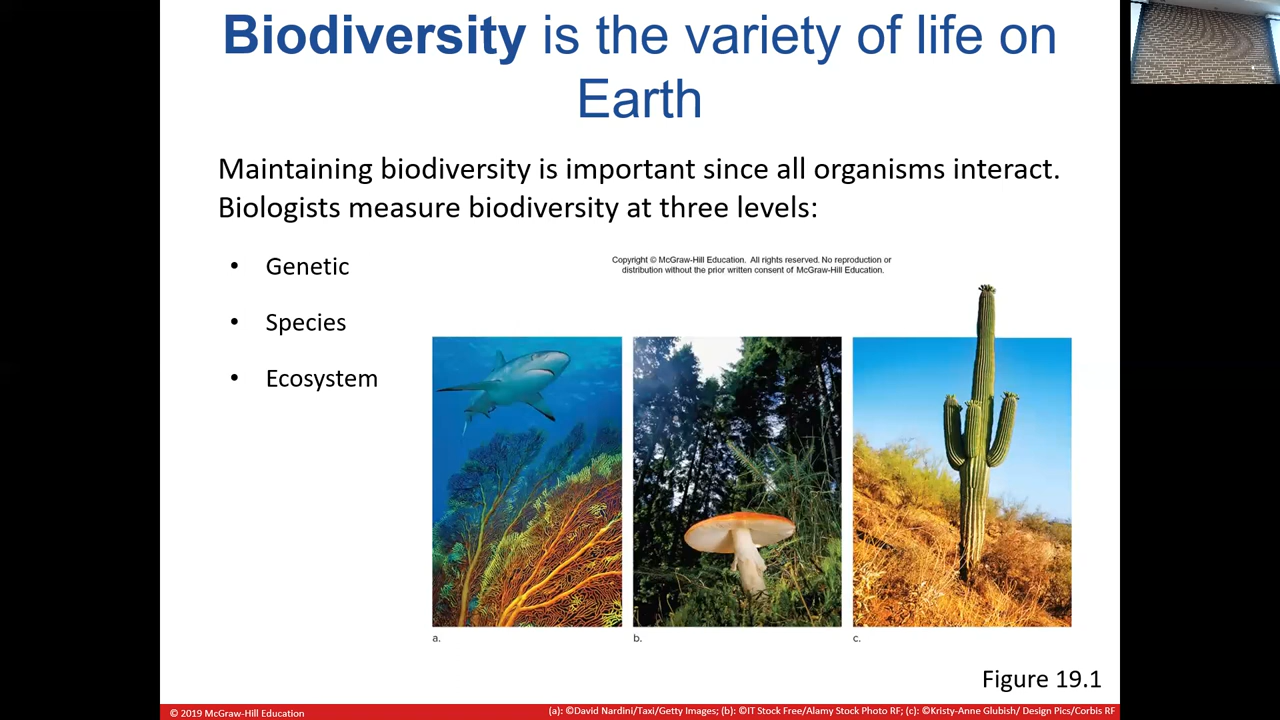 Biodiversity is the variety of life on
Earth
Maintaining biodiversity is important since all organisms interact.
Biologists measure biodiversity at three levels:
• Genetic
• Species
• Ecosystem
Copyright © McGraw-Hill Education. All rights reserved. No reproduction or
distribution without the prior written consent of McGraw-Hill Education.
a.
b.
c.
Figure 19.1
© 2019 McGraw-Hill Education
(a): ©David Nardini/Taxi/Getty Images; (b): ©IT Stock Free/Alamy Stock Photo RF; (c): ©Kristy-Anne Glubish/ Design Pics/Corbis RF